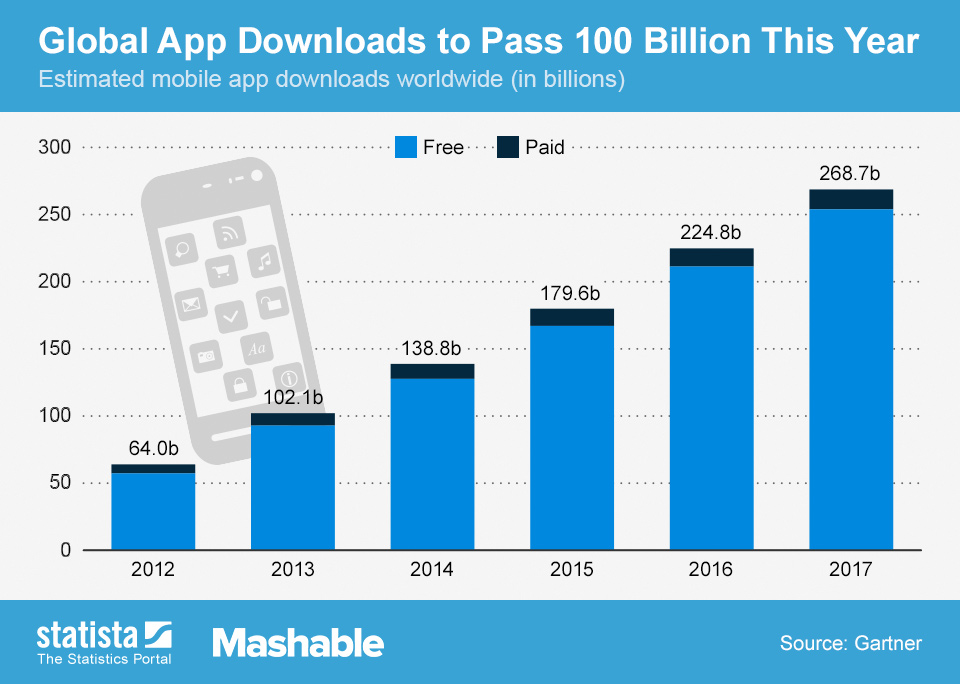 Global App Downloads to Pass 100 Billion This Year
Estimated mobile app downloads worldwide (in billions)
Free Paid
300
250
200
150
100
50
0
64.0b
102.1b
138.8b
179.6b
224.8b
268.7b
Aa
2012 2013 2014 2015 2016 2017
statista
The Statistics Portal
Mashable
Source: Gartner